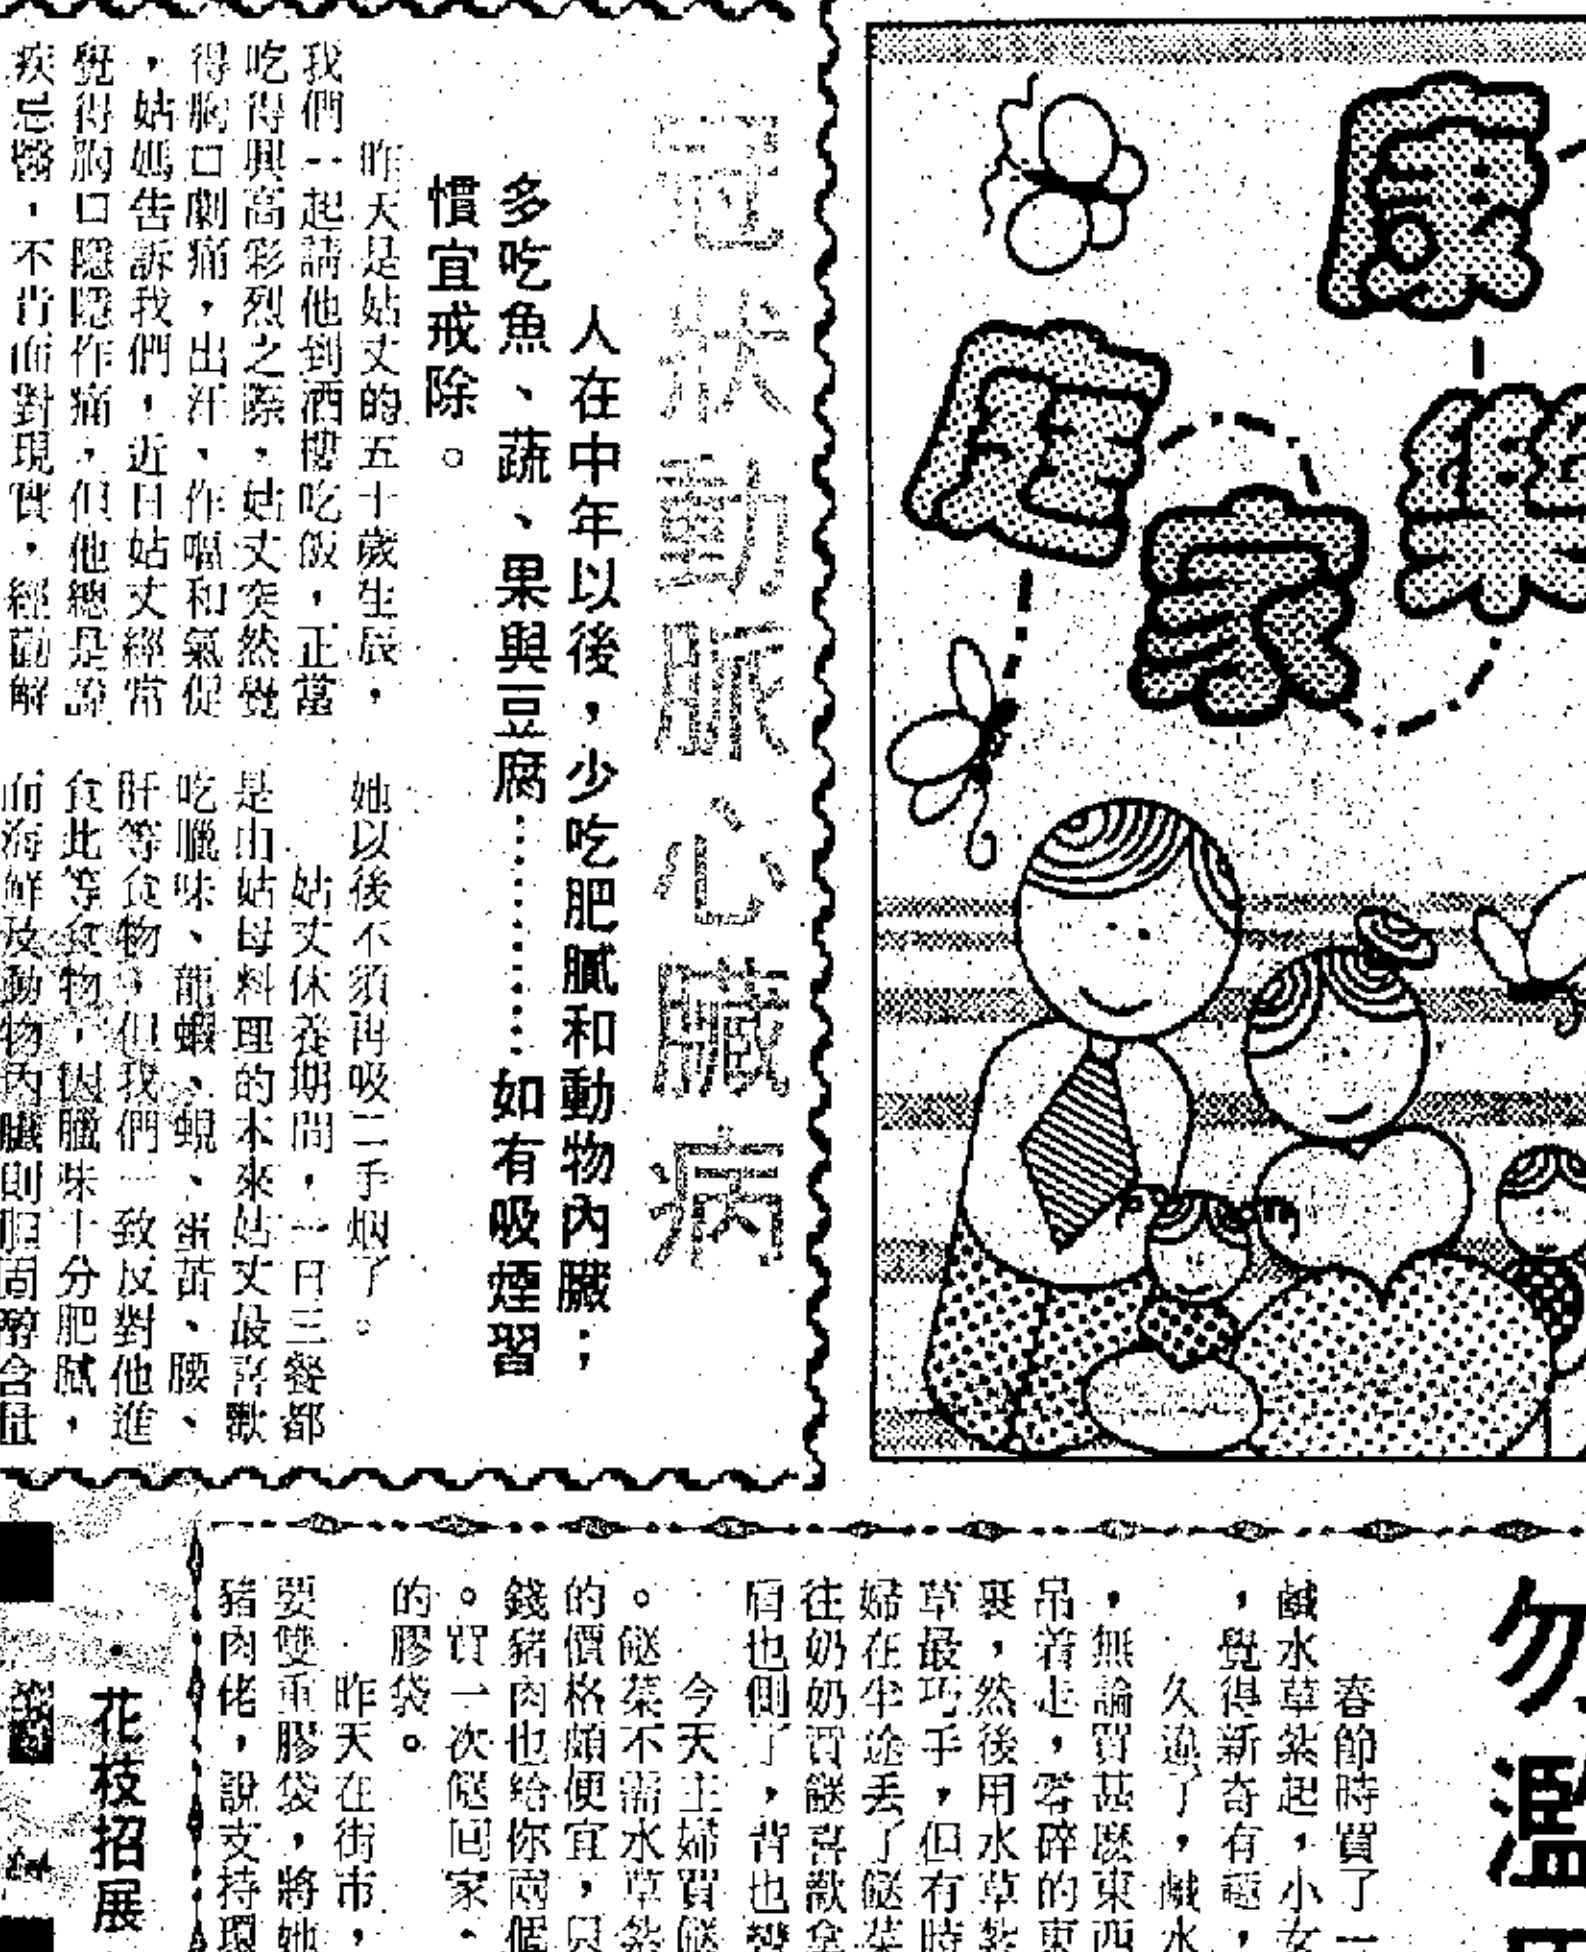 康
樂
家
庭
冠狀動脈心臟病
人在中年以後，少吃肥膩和動物內臟；
多吃魚、蔬、果與豆腐………如有吸煙習
慣宜戒除。
昨天是姑丈的五十歲生辰，
我們一起請他到酒樓吃飯，正當
吃得興高彩烈之際，姑丈突然覺
得胸口劇痛，出汗、作嘔和氣促
，姑媽告訴我們，近日姑丈經常
覺得胸口隱隱作痛，但他總是諱
疾忌醫，不肯面對現實，經勸解
她以後不須再吸二手烟了。
姑丈休養期間，一日三餐都
是由姑母料理的本來姑丈最喜歡
吃臘味、龍蝦、蜆、蛋黃、腰、
肝等食物，但我們一致反對他進
食此等食物，因臘味十分肥膩，
而海鮮及動物內臟則胆固醇含量
勿濫
春節時買了一
鹹水草紮起，小女
，覺得新奇有趣，
久違了，鹹水
，無論買甚麽東西
吊着走，零碎的東
裹，然後用水草紮
草最巧手，但有時
婦在半途丟了餸菜
往奶奶買餸喜歡拿
肩也側了，背也彎
今天主婦買餸
。餸菜不需水草紮
的價格頗便宜，只
錢豬肉也給你兩個
。買一次餸回家，
的膠袋。
昨天在街市，
要雙重膠袋，將她
豬肉佬，說支持環
・花枝招展